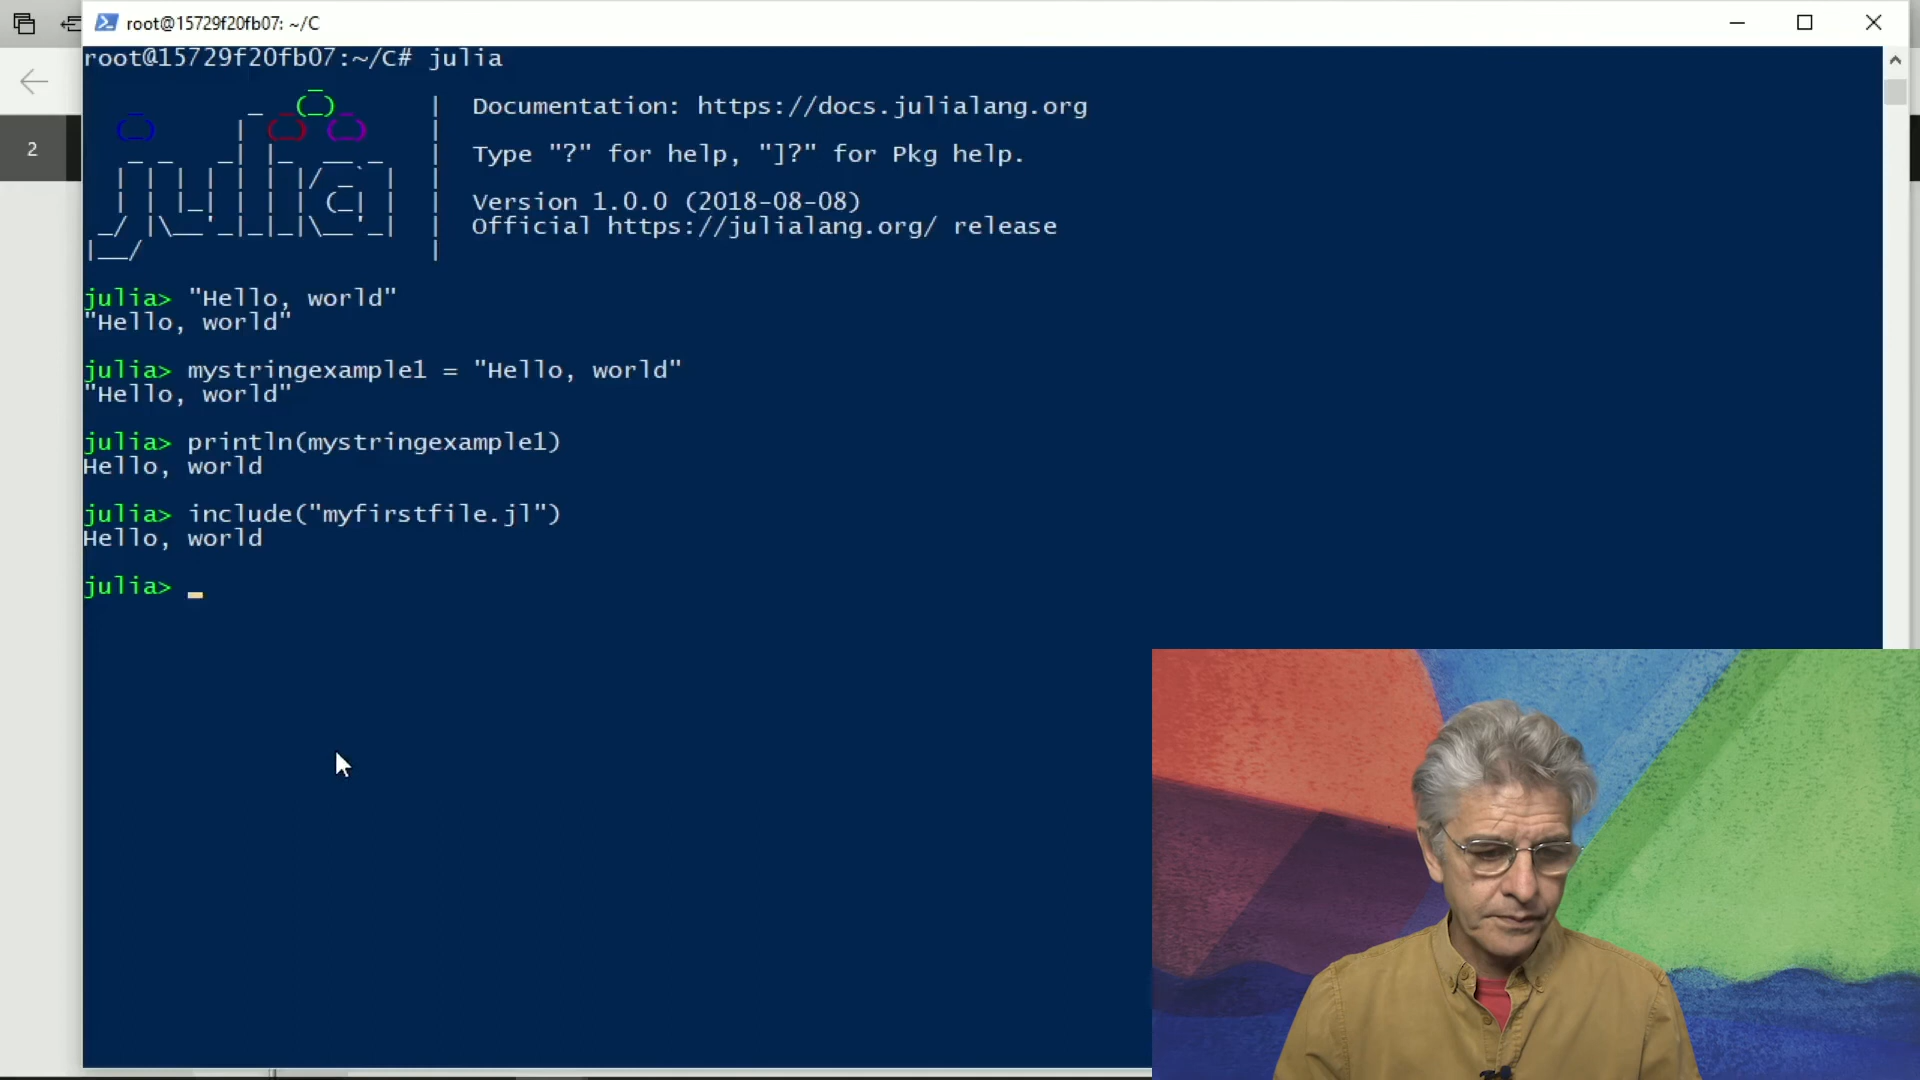 root@15729f20fb07: ~/C
2
root@15729f20fb07:~/C# julia
Documentation: https://docs.julialang.org
Type "?" for help, "]?" for Pkg help.
Version 1.0.0 (2018-08-08)
Official https://julialang.org/ release
julia> "Hello, world"
"Hello, world"
julia> mystringexample1 = "Hello, world"
"Hello, world"
julia> println(mystringexample1)
Hello, world
julia> include("myfirstfile.jl")
Hello, world
julia>